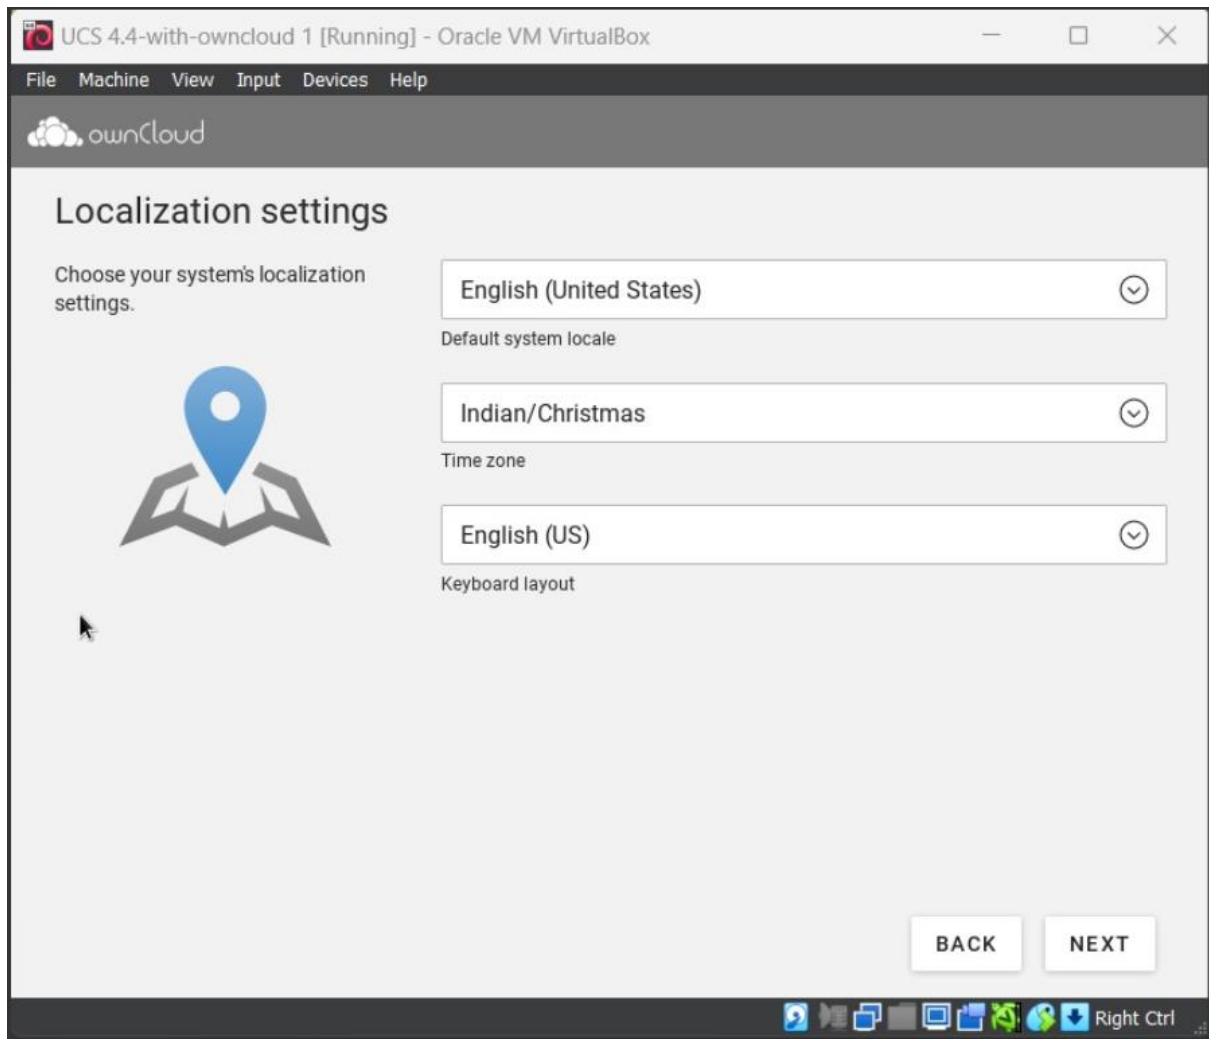 UCS 4.4-with-owncloud 1 [Running] - Oracle VM VirtualBox
File Machine View Input Devices Help
ownCloud
Localization settings
Choose your system's localization
settings.
English (United States)
Default system locale
Indian/Christmas
Time zone
English (US)
Keyboard layout
BACK NEXT
Right Ctrl